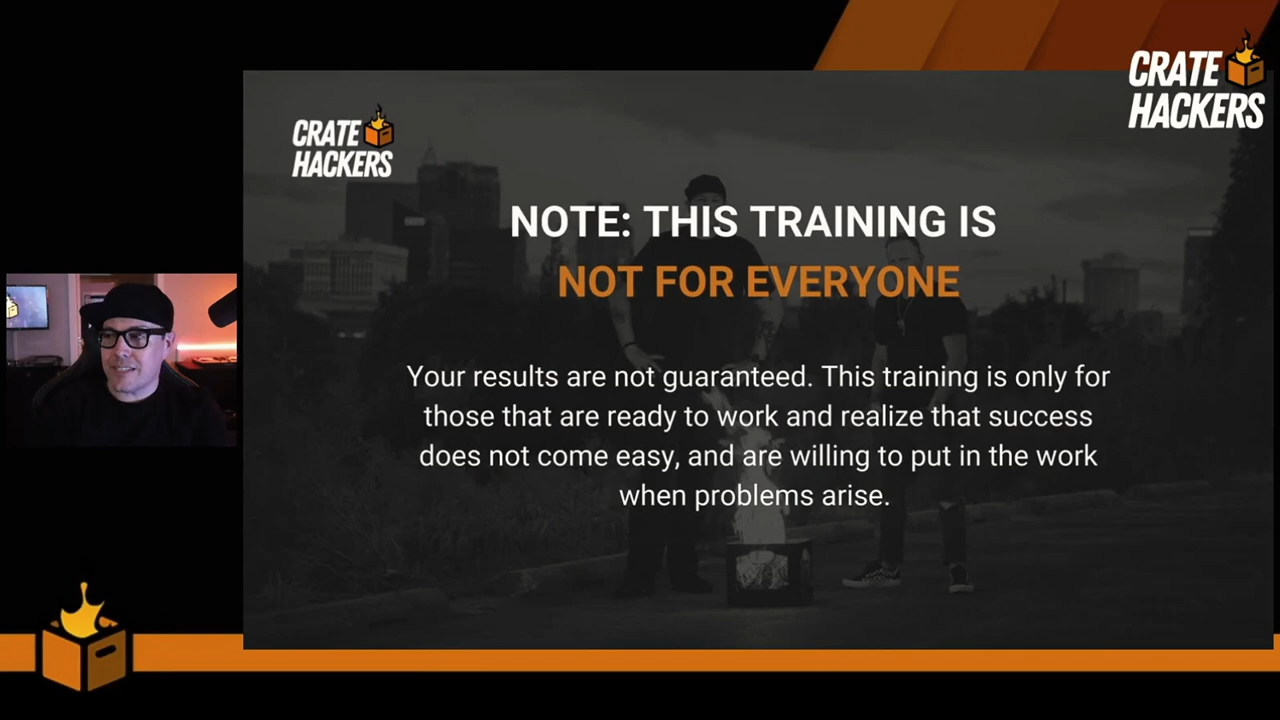 CRATE
HACKERS
CRATE
HACKERS
NOTE: THIS TRAINING IS
NOT FOR EVERYONE
Your results are not guaranteed. This training is only for
those that are ready to work and realize that success
does not come easy, and are willing to put in the work
when problems arise.